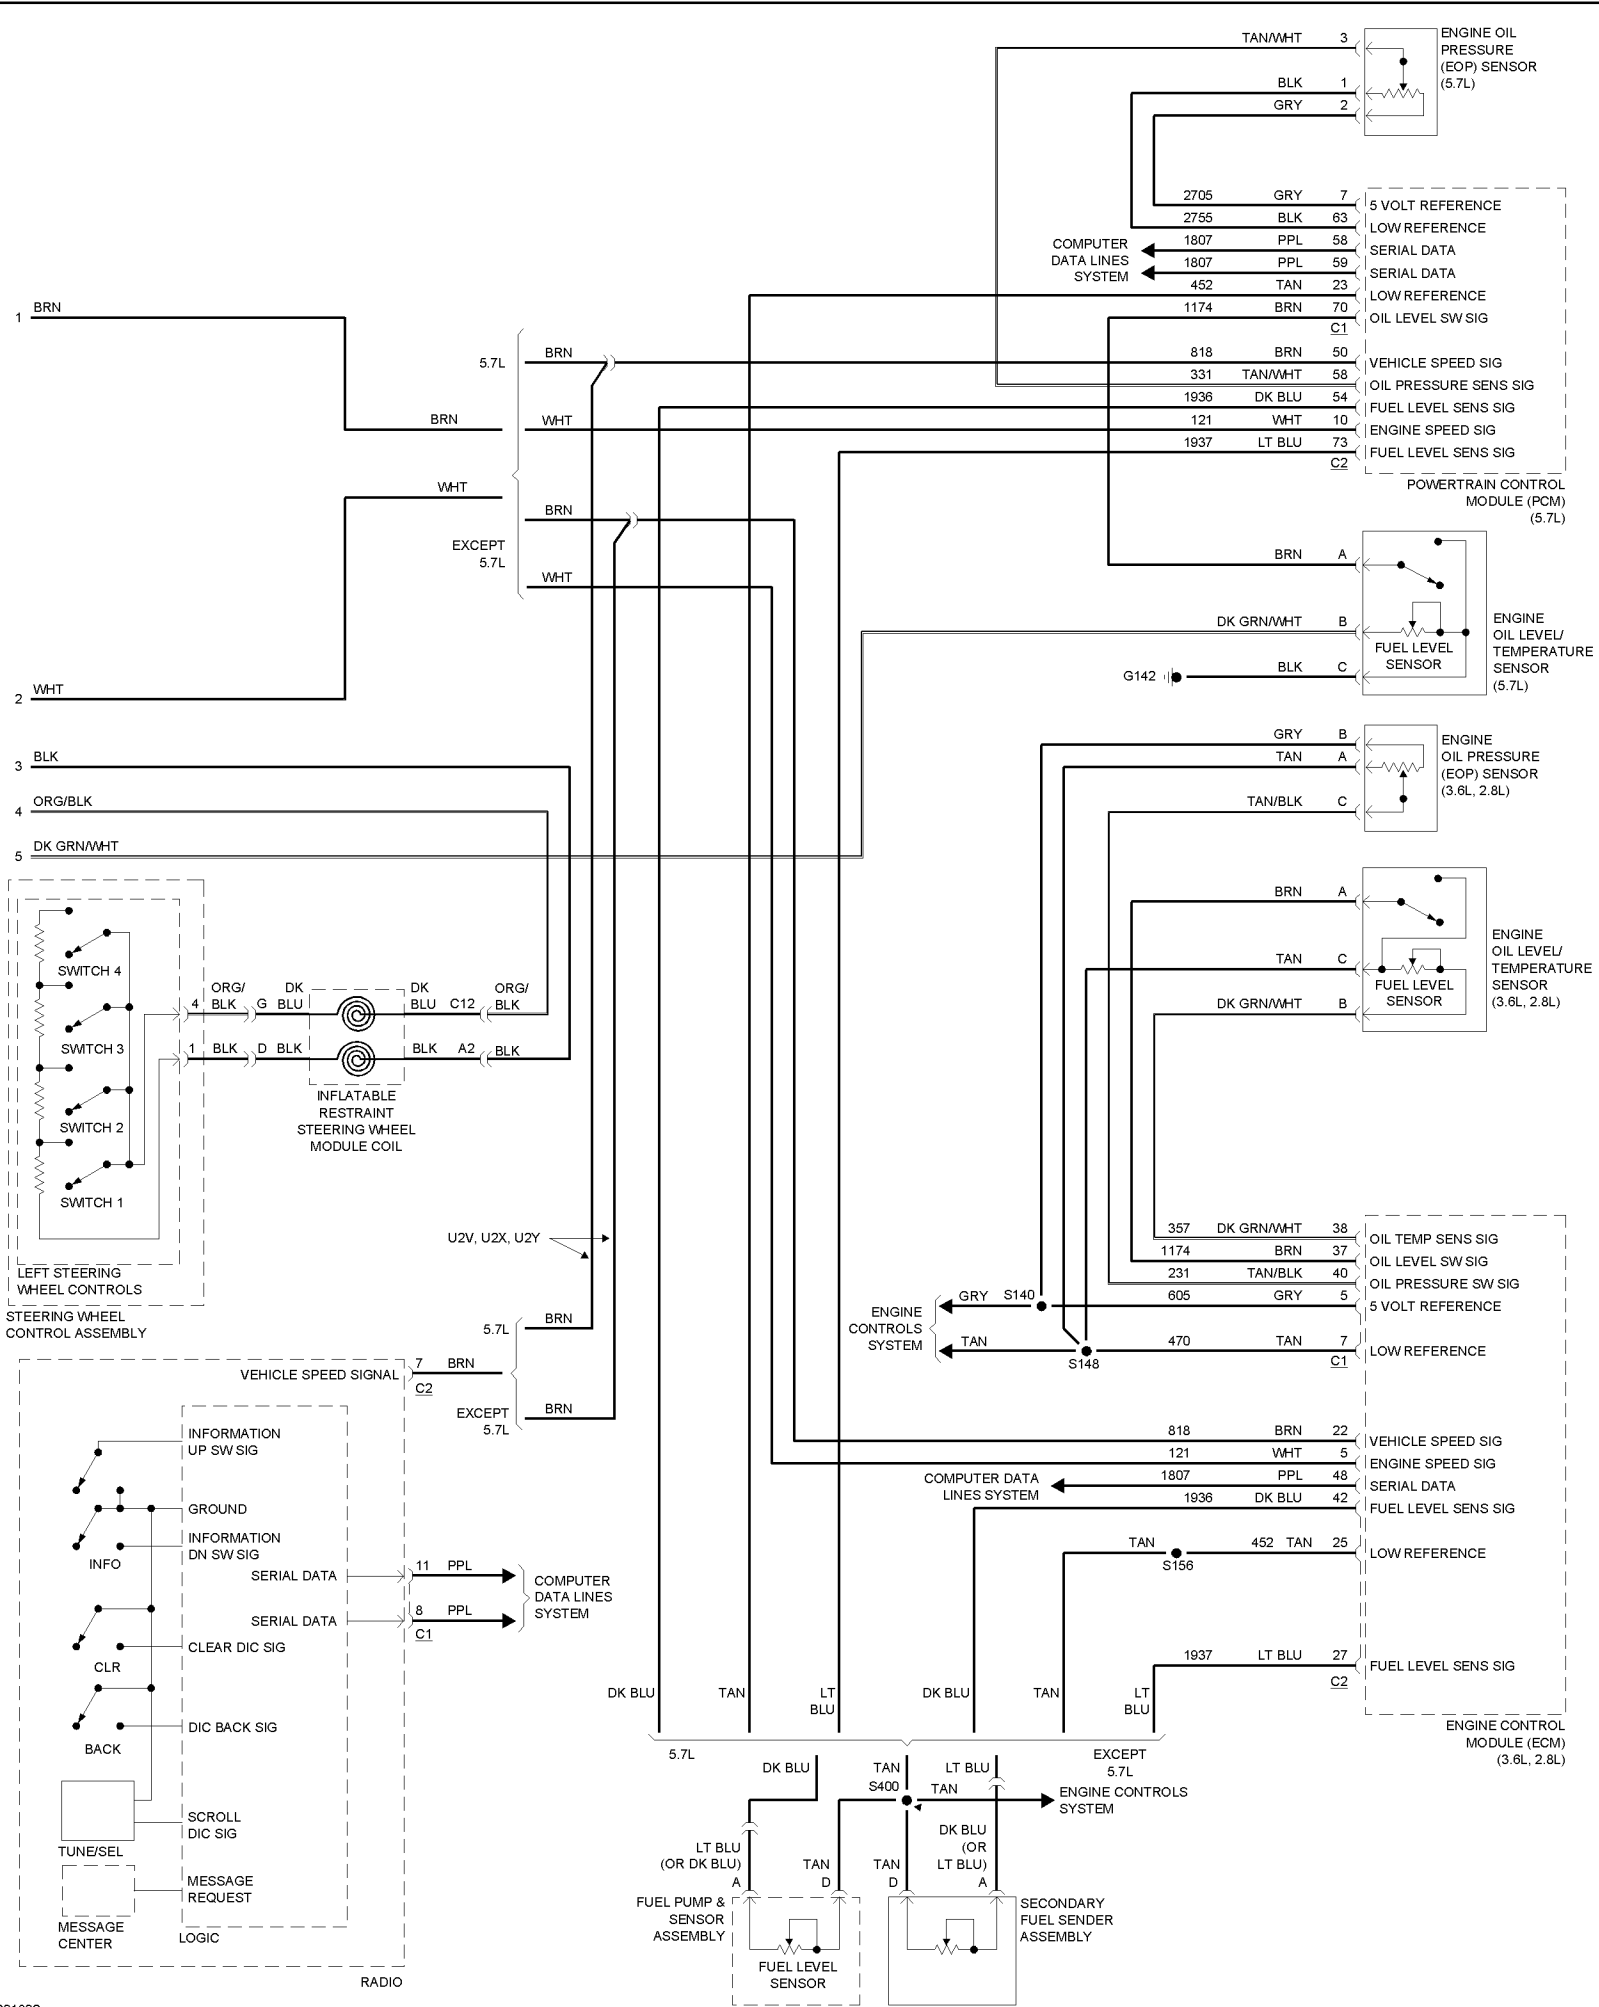 TAN/WHT 3
ENGINE OIL
PRESSURE
(EOP) SENSOR
(5.7L)
BLK 1
GRY 2
2705 GRY 7 5 VOLT REFERENCE
2755 BLK 63 LOW REFERENCE
1807 PPL 58 SERIAL DATA
1807 PPL 59 SERIAL DATA
COMPUTER
DATA LINES
SYSTEM
452 TAN 23 LOW REFERENCE
1174 BRN 70 OIL LEVEL SW SIG
C1
818 BRN 50 VEHICLE SPEED SIG
331 TAN/WHT 58 OIL PRESSURE SENS SIG
1936 DK BLU 54 FUEL LEVEL SENS SIG
121 WHT 10 ENGINE SPEED SIG
1937 LT BLU 73 FUEL LEVEL SENS SIG
C2
POWERTRAIN CONTROL
MODULE (PCM)
(5.7L)
1 BRN
5.7L BRN
BRN
WHT
WHT
BRN
EXCEPT
5.7L
WHT
2 WHT
3 BLK
4 ORG/BLK
5 DK GRN/WHT
BRN A
DK GRN/WHT B
FUEL LEVEL
SENSOR
G142 BLK C
ENGINE
OIL LEVEL/
TEMPERATURE
SENSOR
(5.7L)
GRY B
TAN A
TAN/BLK C
ENGINE
OIL PRESSURE
(EOP) SENSOR
(3.6L, 2.8L)
BRN A
TAN C
DK GRN/WHT B
FUEL LEVEL
SENSOR
ENGINE
OIL LEVEL/
TEMPERATURE
SENSOR
(3.6L, 2.8L)
SWITCH 4
SWITCH 3
SWITCH 2
SWITCH 1
4 ORG/
BLK G DK
BLU
DK
BLU C12 ORG/
BLK
1 BLK D BLK
BLK A2 BLK
INFLATABLE
RESTRAINT
STEERING WHEEL
MODULE COIL
LEFT STEERING
WHEEL CONTROLS
STEERING WHEEL
CONTROL ASSEMBLY
U2V, U2X, U2Y
5.7L BRN
EXCEPT
5.7L
BRN
357 DK GRN/WHT 38 OIL TEMP SENS SIG
1174 BRN 37 OIL LEVEL SW SIG
231 TAN/BLK 40 OIL PRESSURE SW SIG
GRY S140 605 GRY 5 5 VOLT REFERENCE
ENGINE
CONTROLS
SYSTEM
TAN S148 470 TAN 7 LOW REFERENCE
C1
818 BRN 22 VEHICLE SPEED SIG
121 WHT 5 ENGINE SPEED SIG
1807 PPL 48 SERIAL DATA
COMPUTER DATA
LINES SYSTEM
1936 DK BLU 42 FUEL LEVEL SENS SIG
TAN S156 452 TAN 25 LOW REFERENCE
1937 LT BLU 27 FUEL LEVEL SENS SIG
C2
ENGINE CONTROL
MODULE (ECM)
(3.6L, 2.8L)
VEHICLE SPEED SIGNAL 7 BRN
C2
INFORMATION
UP SW SIG
GROUND
INFORMATION
DN SW SIG
INFO
SERIAL DATA 11 PPL
SERIAL DATA 8 PPL
C1
COMPUTER
DATA LINES
SYSTEM
CLEAR DIC SIG
CLR
DIC BACK SIG
BACK
SCROLL
DIC SIG
TUNE/SEL
MESSAGE
REQUEST
MESSAGE
CENTER
LOGIC
RADIO
DK BLU TAN LT
BLU DK BLU TAN LT
BLU
5.7L
EXCEPT
5.7L
DK BLU TAN LT BLU
S400 TAN
ENGINE CONTROLS
SYSTEM
LT BLU
(OR DK BLU)
A
TAN
D
TAN
D
DK BLU
(OR
LT BLU)
A
FUEL PUMP &
SENSOR
ASSEMBLY
FUEL LEVEL
SENSOR
SECONDARY
FUEL SENDER
ASSEMBLY